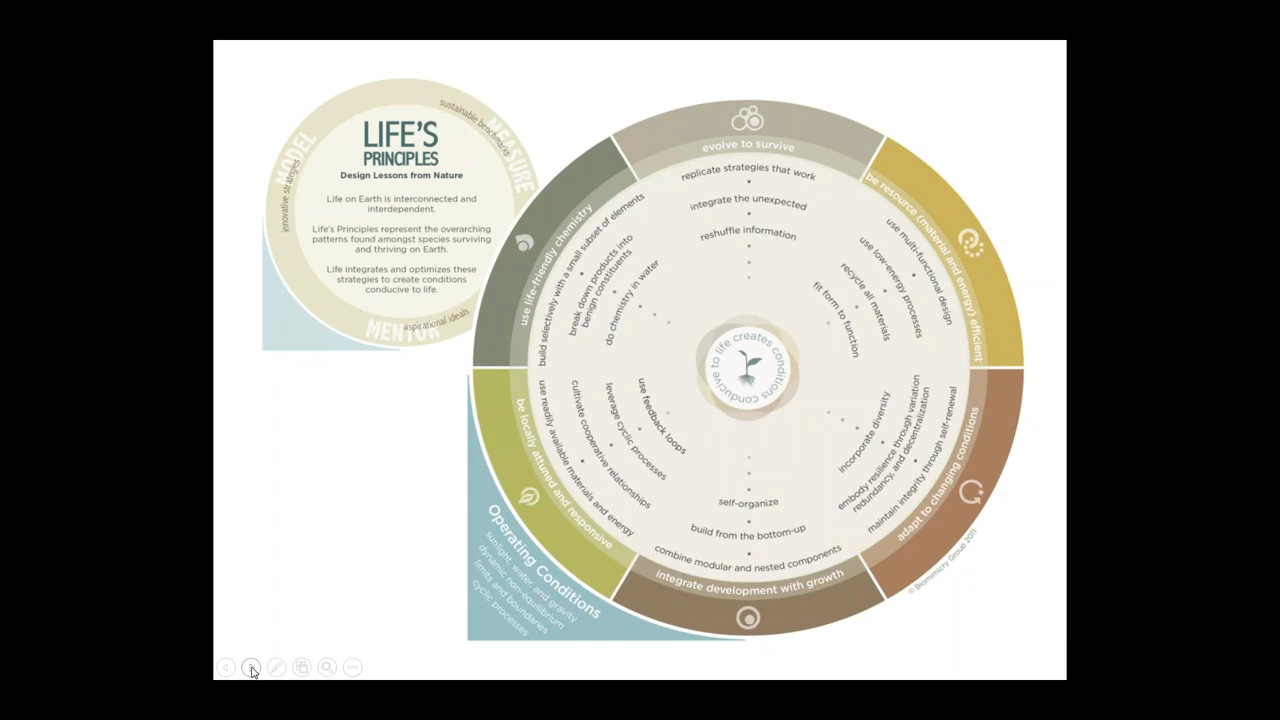 MODEL
innovative strategies
MEASURE
sustainable benchmarks
MENTOR
aspirational ideals
LIFE'S
PRINCIPLES
Design Lessons from Nature
Life on Earth is interconnected and
interdependent.
Life's Principles represent the overarching
patterns found amongst species surviving
and thriving on Earth.
Life integrates and optimizes these
strategies to create conditions
conducive to life.
evolve to survive
replicate strategies that work
integrate the unexpected
reshuffle information
be resource (material and energy) efficient
use multi-functional design
use low-energy processes
recycle all materials
fit form to function
adapt to changing conditions
incorporate diversity
embody resilience through variation
redundancy, and decentralization
maintain integrity through self-renewal
integrate development with growth
self-organize
build from the bottom-up
combine modular and nested components
be locally attuned and responsive
use readily available materials and energy
cultivate cooperative relationships
leverage cyclic processes
use feedback loops
use life-friendly chemistry
build selectively with a small subset of elements
break down products into
benign constituents
do chemistry in water
life creates conditions conducive to
Operating Conditions
sunlight, water, and gravity
dynamic non-equilibrium
limits and boundaries
cyclic processes
© Biomimicry Group 2011